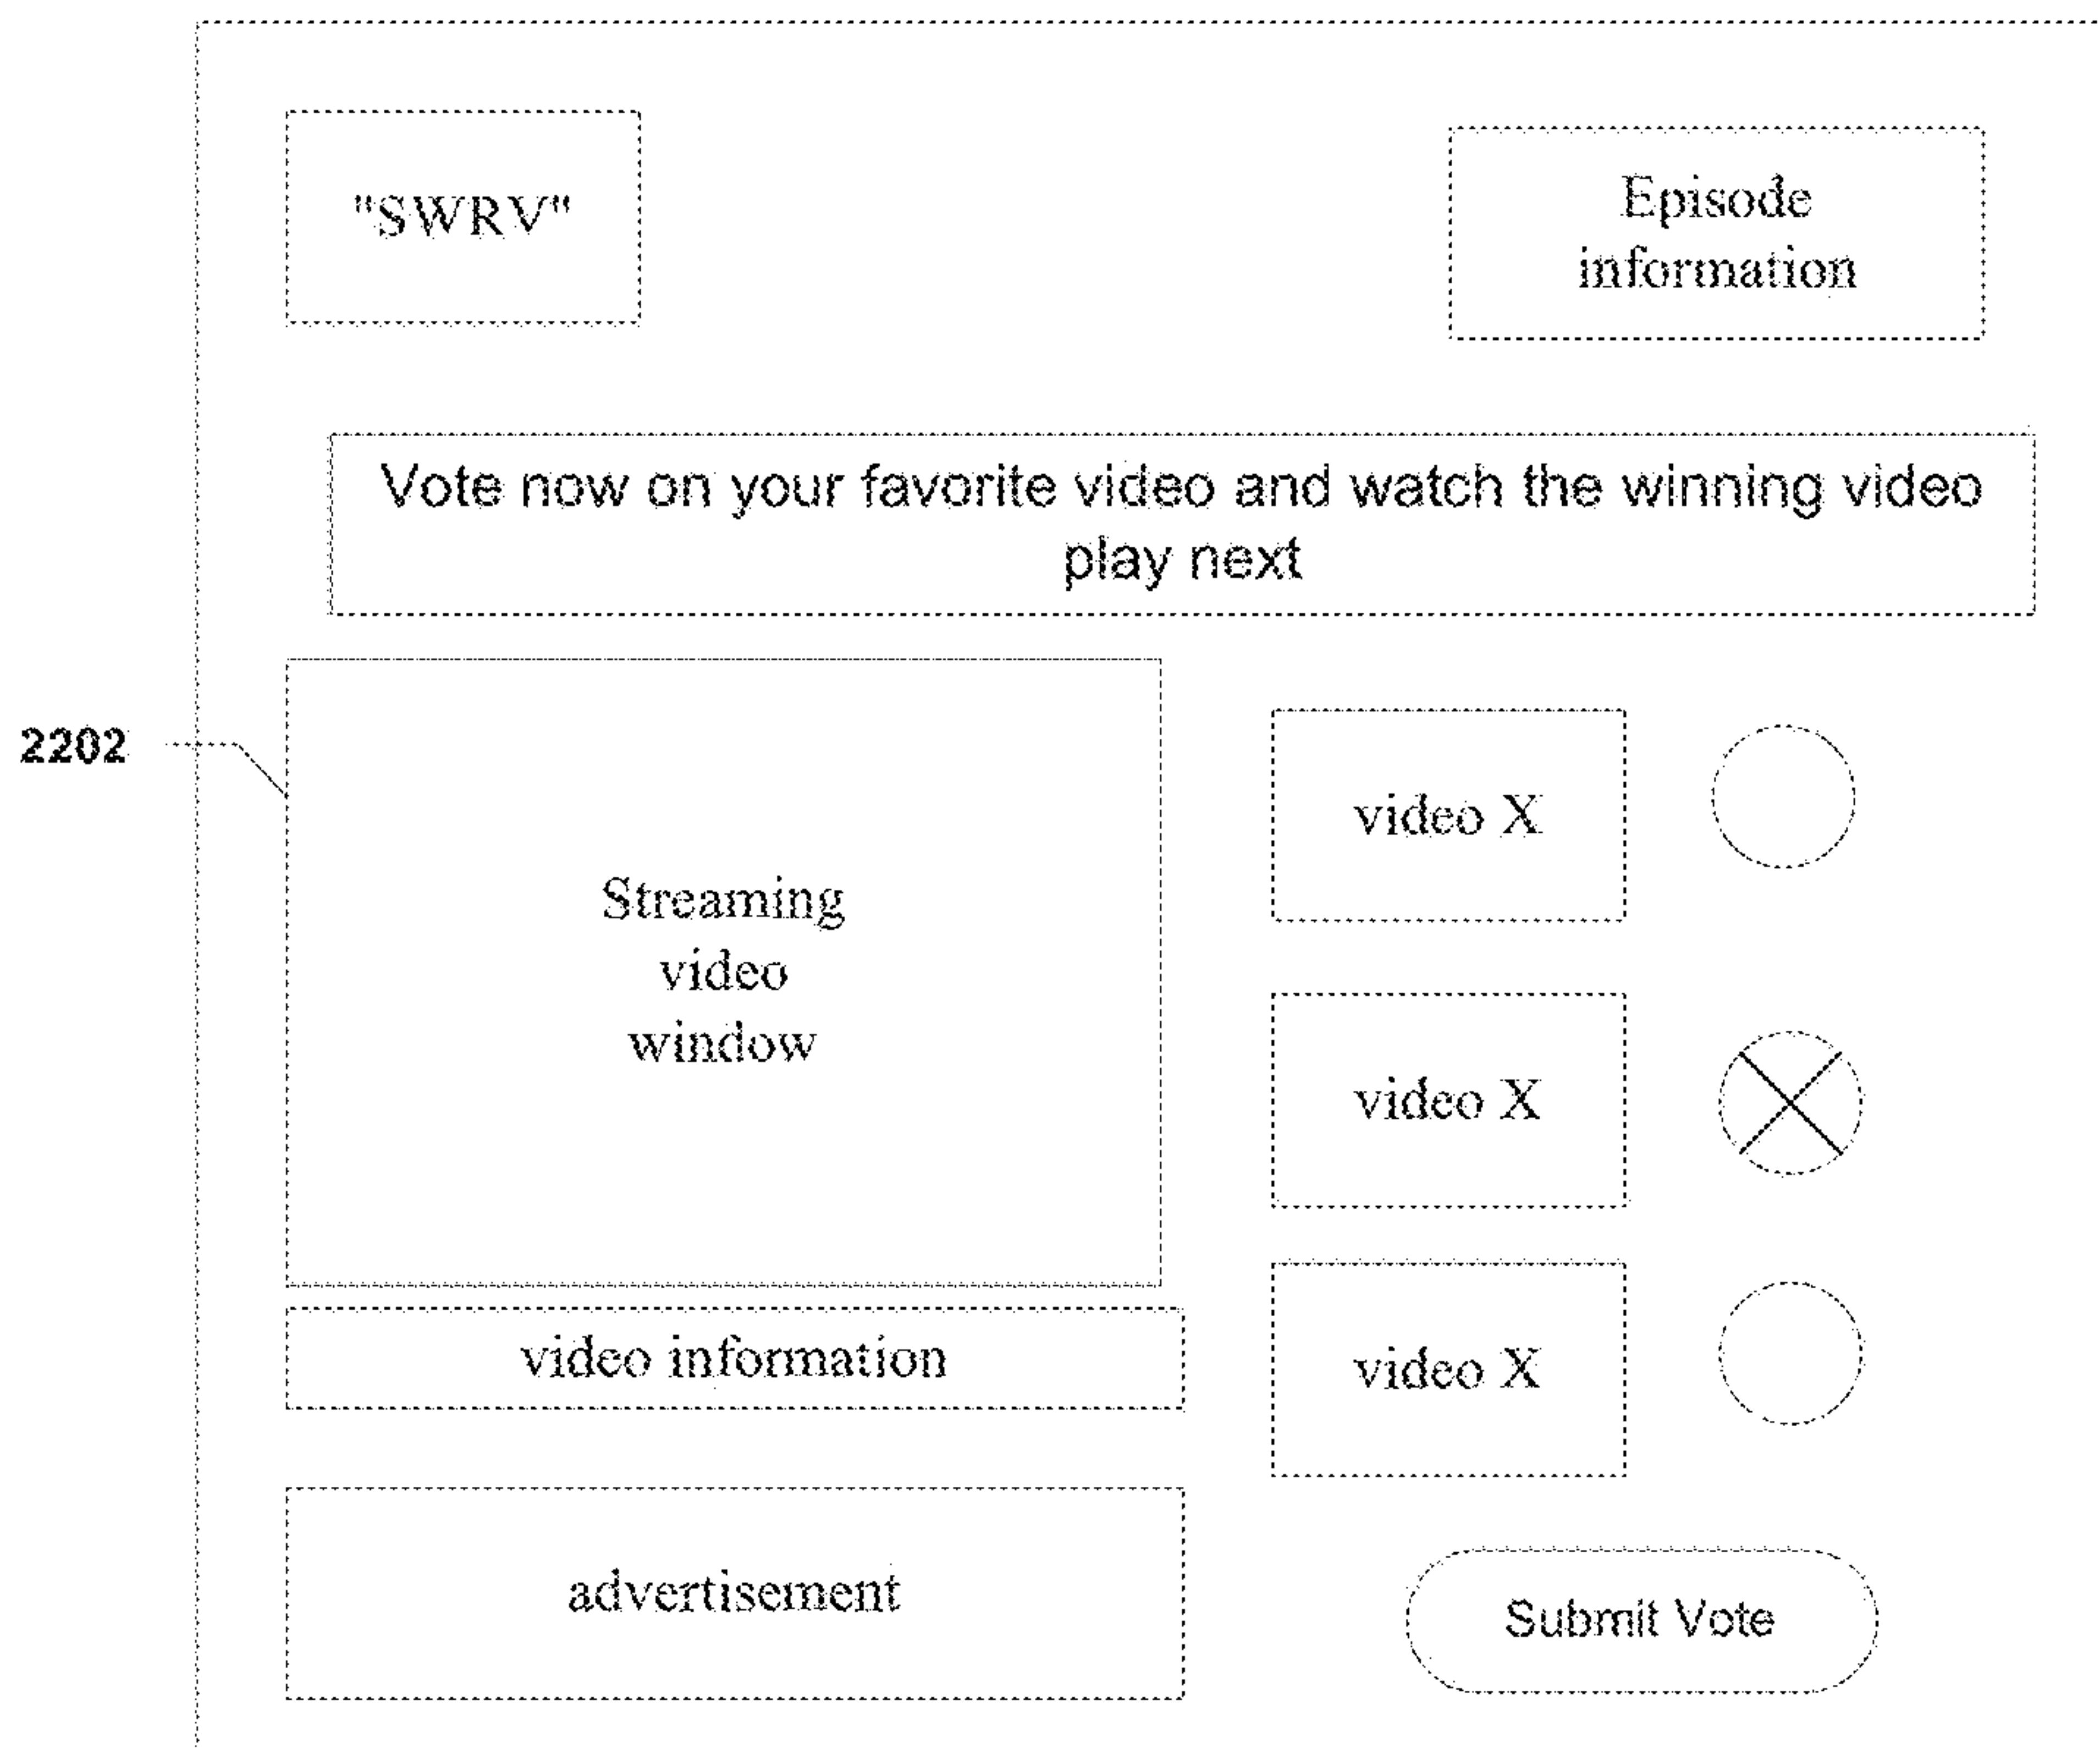 "SWRV"
Episode
information
Vote now on your favorite video and watch the winning video
play next
2202
Streaming
video
window
video X
video X
video X
video information
advertisement
Submit Vote